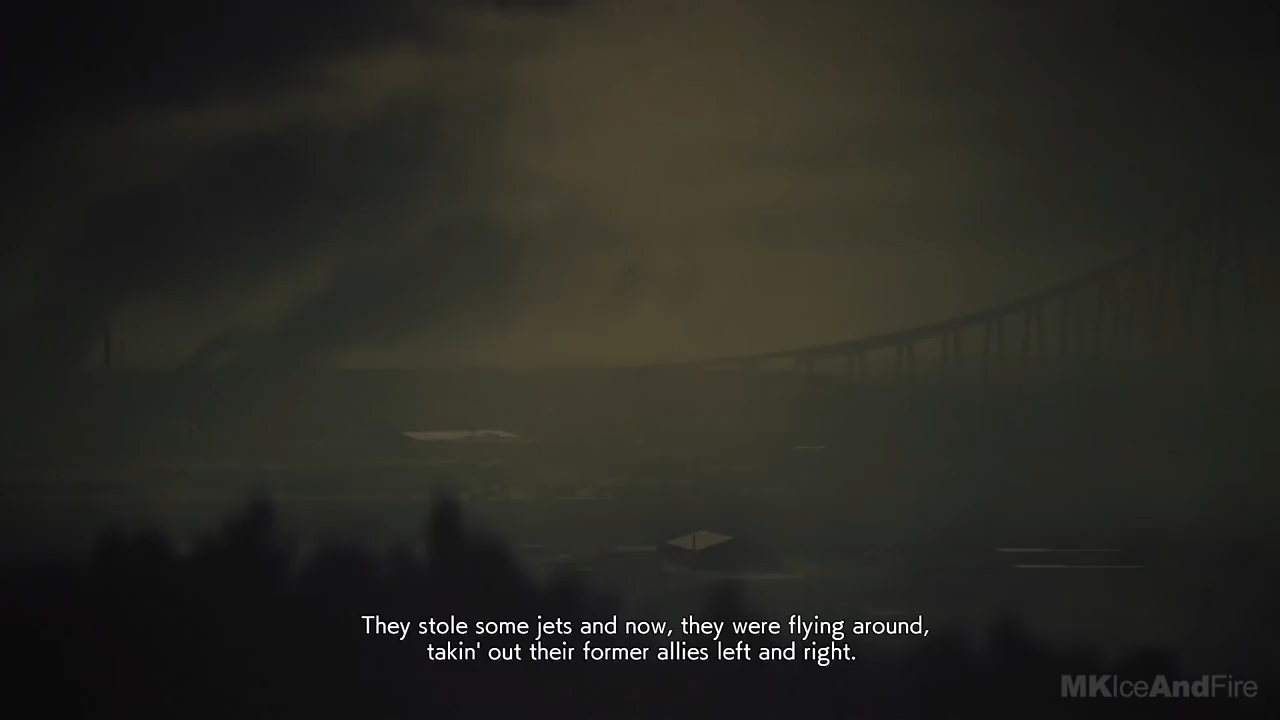 They stole some jets and now, they were flying around,
takin' out their former allies left and right.
MKIceAndFire